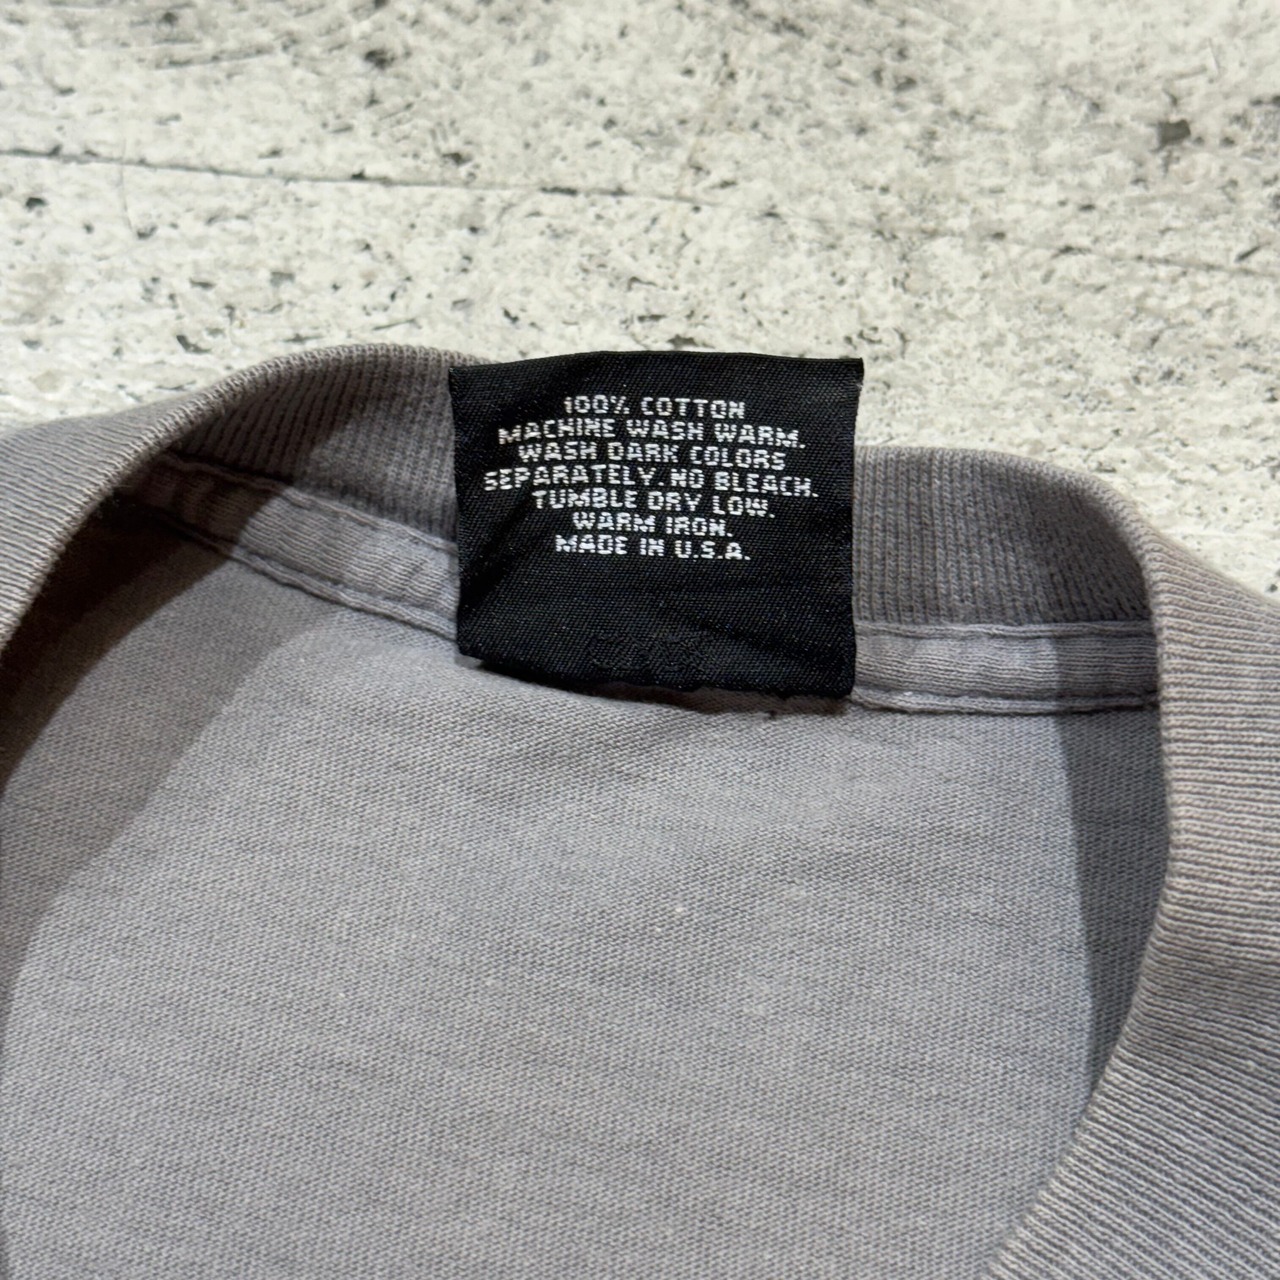 100% COTTON
MACHINE WASH WARM.
WASH DARK COLORS
SEPARATELY. NO BLEACH.
TUMBLE DRY LOW.
WARM IRON.
MADE IN U.S.A.